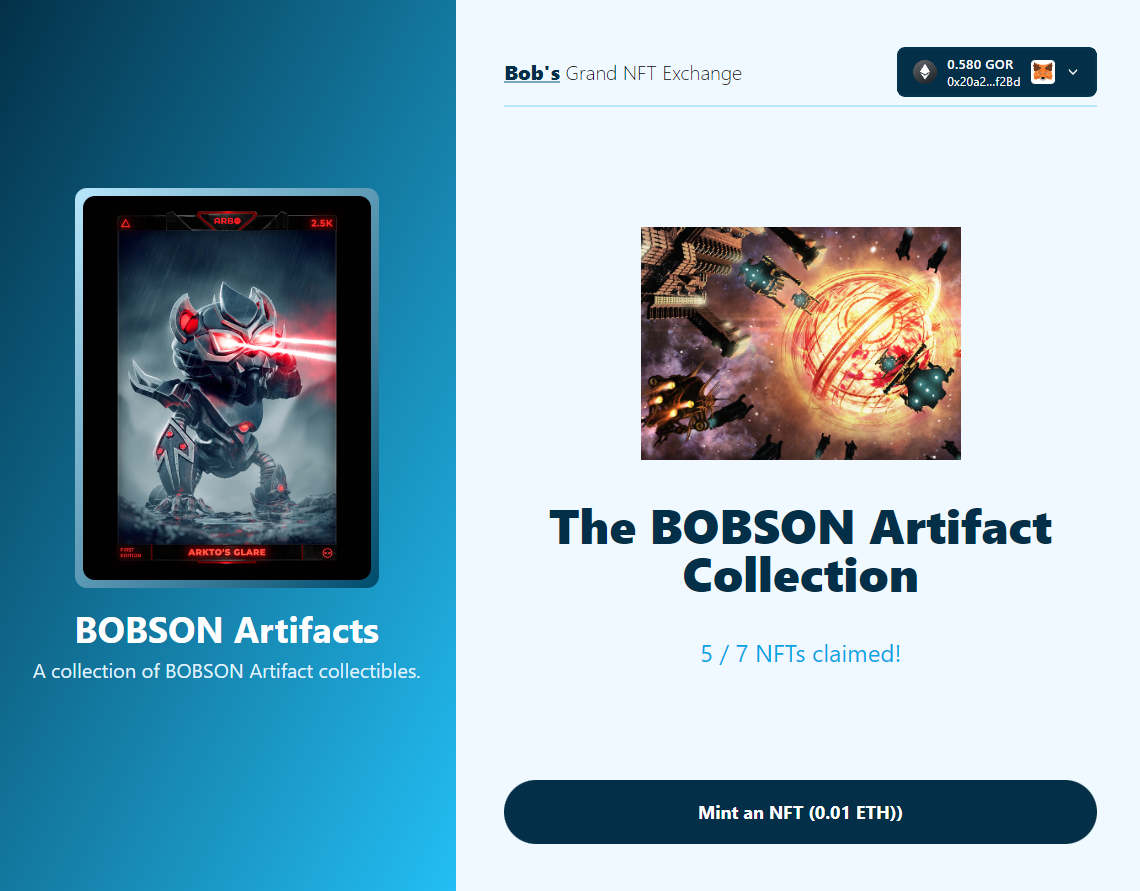 Bob's Grand NFT Exchange
0.580 GOR
0x20a2...f2Bd
ARBO
2.5K
FIRST
EDITION
ARKTO'S GLARE
BOBSON Artifacts
A collection of BOBSON Artifact collectibles.
The BOBSON Artifact
Collection
5 / 7 NFTs claimed!
Mint an NFT (0.01 ETH))